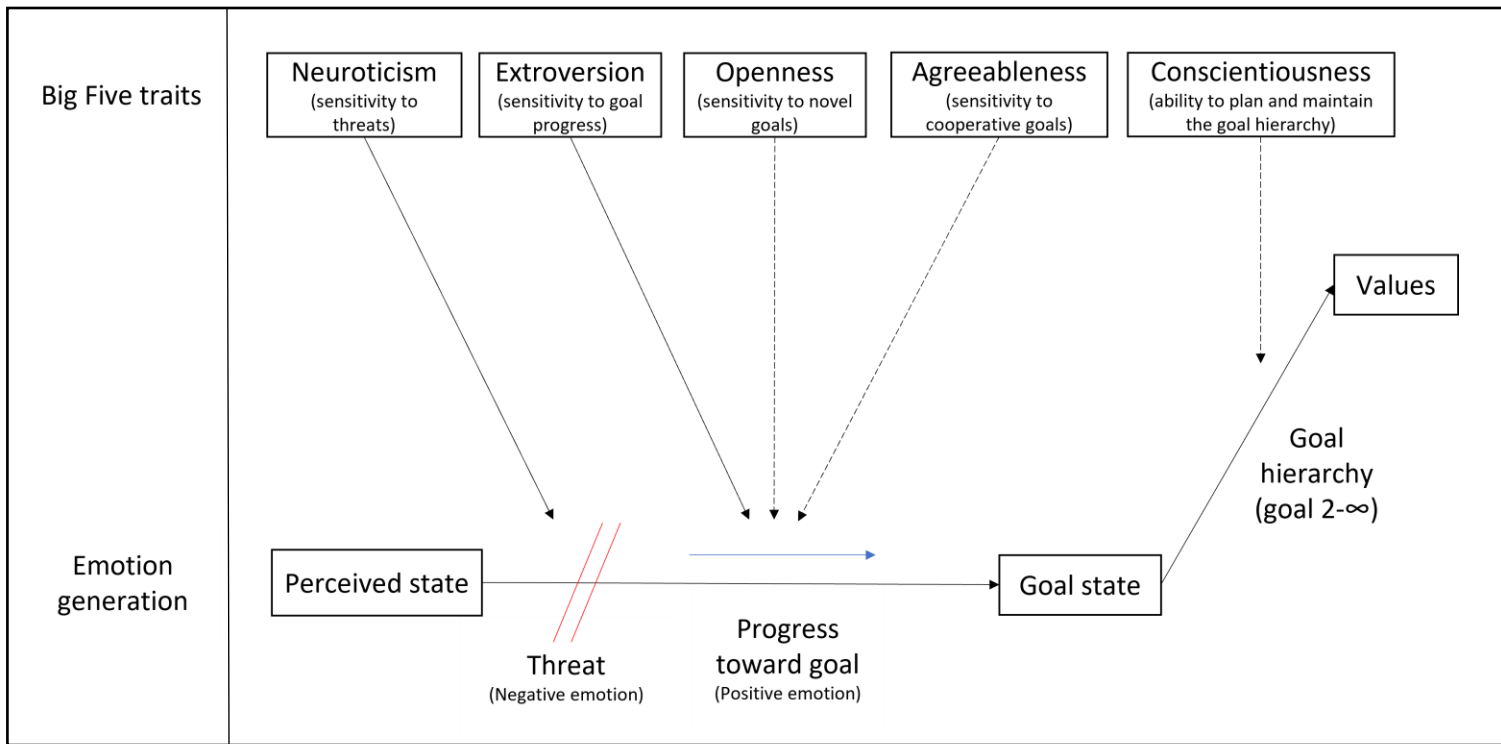 Big Five traits
Neuroticism
(sensitivity to
threats)
Extroversion
(sensitivity to goal
progress)
Openness
(sensitivity to novel
goals)
Agreeableness
(sensitivity to
cooperative goals)
Conscientiousness
(ability to plan and maintain
the goal hierarchy)
Values
Goal
hierarchy
(goal 2-∞)
Emotion
generation
Perceived state
Goal state
Threat
(Negative emotion)
Progress
toward goal
(Positive emotion)